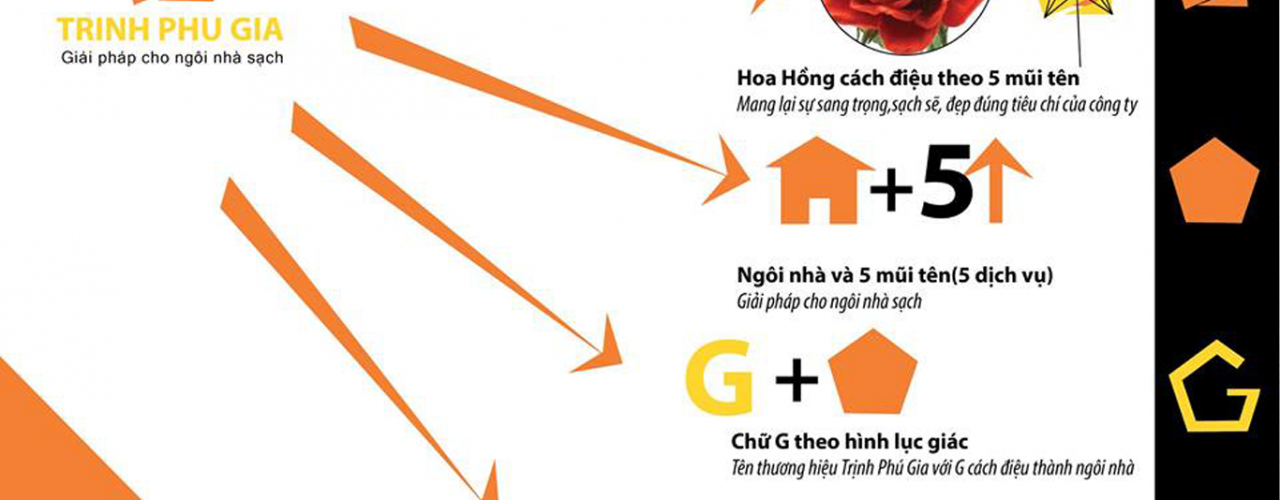 TRỊNH PHÚ GIA
Giải pháp cho ngôi nhà sạch
Hoa Hồng cách điệu theo 5 mũi tên
Mang lại sự sang trọng,sạch sẽ, đẹp đúng tiêu chí của công ty
+5
Ngôi nhà và 5 mũi tên(5 dịch vụ)
Giải pháp cho ngôi nhà sạch
G +
Chữ G theo hình lục giác
Tên thương hiệu Trịnh Phú Gia với G cách điệu thành ngôi nhà
G